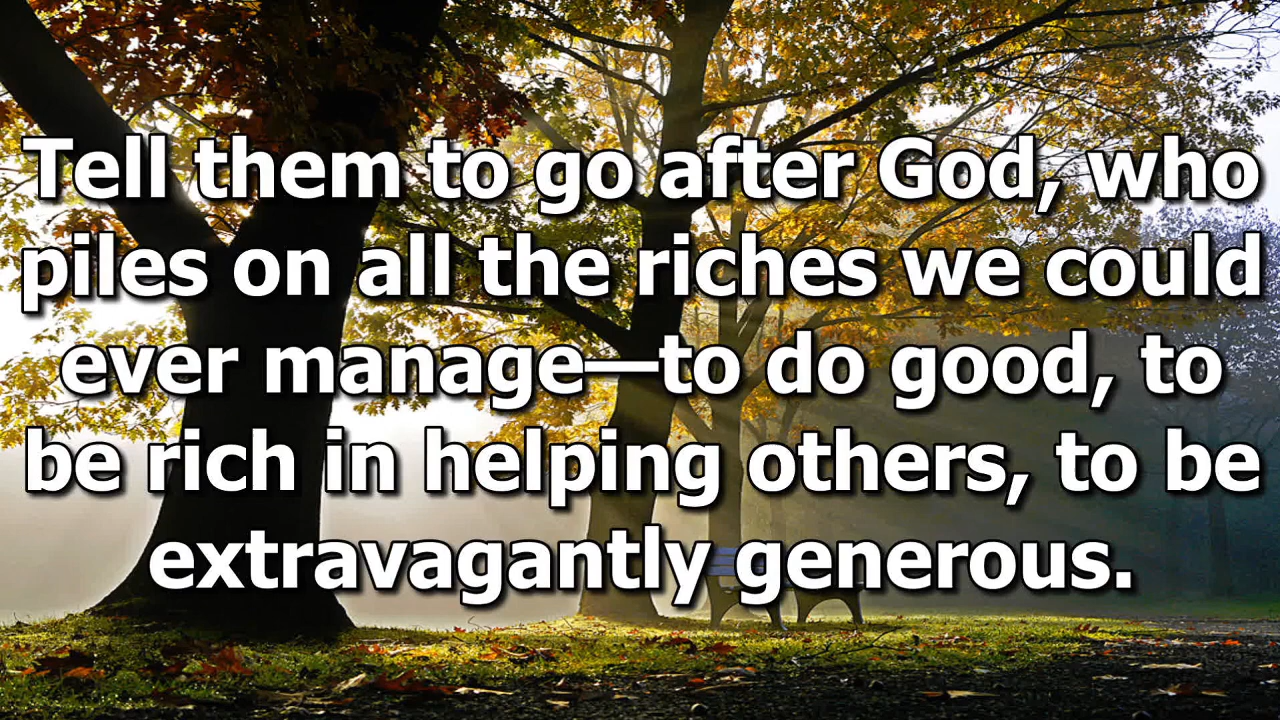 Tell them to go after God, who
piles on all the riches we could
ever manage—to do good, to
be rich in helping others, to be
extravagantly generous.